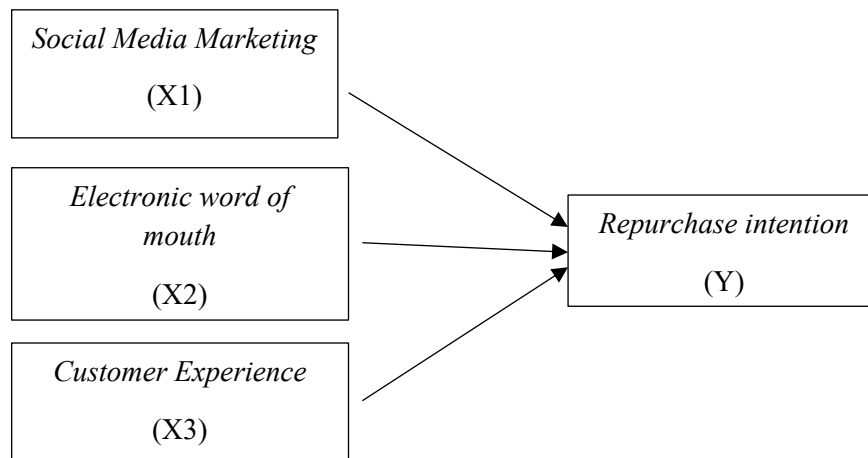 Social Media Marketing
(X1)
Electronic word of
mouth
(X2)
Customer Experience
(X3)
Repurchase intention
(Y)